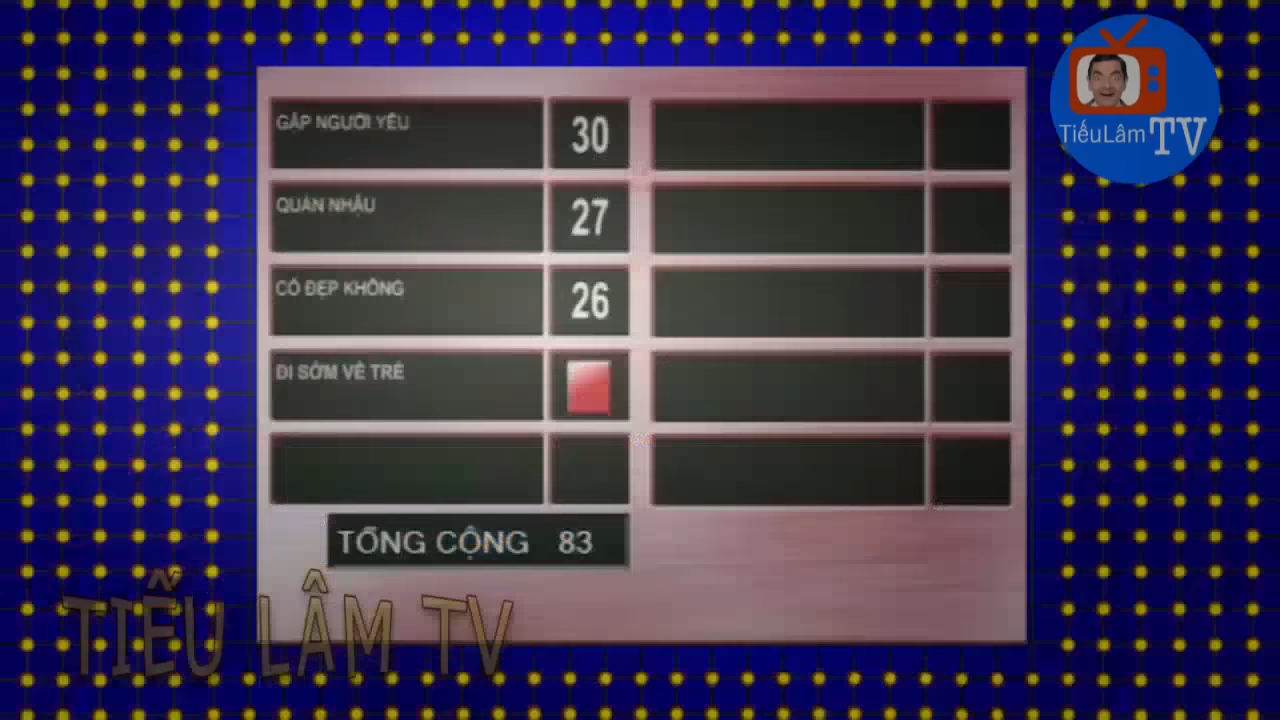 GẶP NGƯỜI YÊU 30
QUÁN NHẬU 27
CÓ ĐẸP KHÔNG 26
ĐI SỚM VỀ TRỄ
TỔNG CỘNG 83
TiếuLâm TV
TIẾU LÂM TV